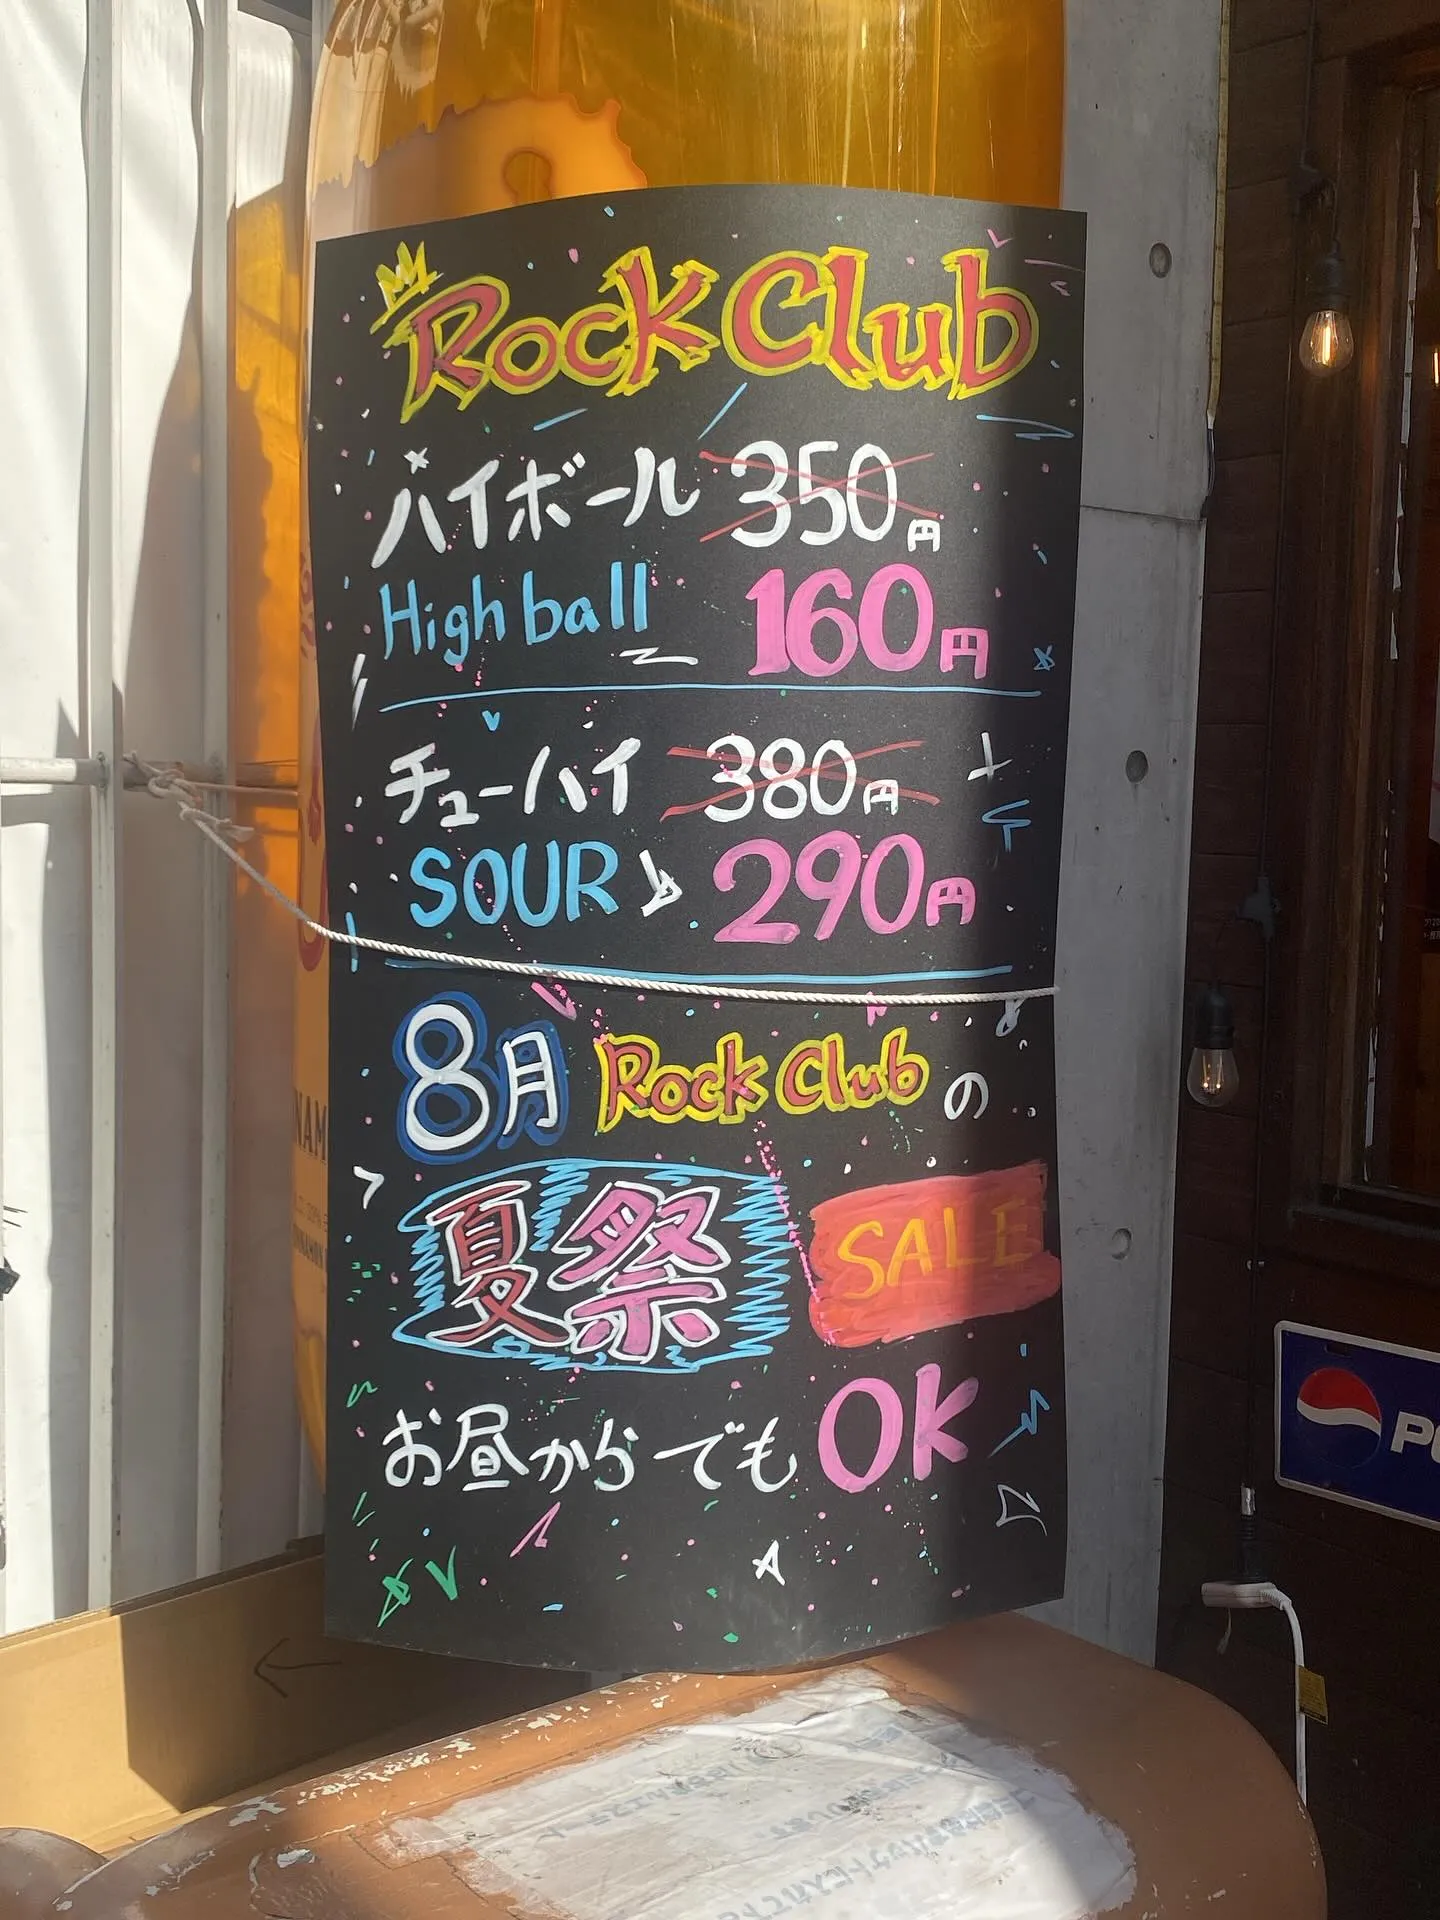 Rock Club
ハイボール 350円
High ball 160円
チューハイ 380円
SOUR 290円
8月 Rock Club の
夏祭 SALE
お昼からでも OK